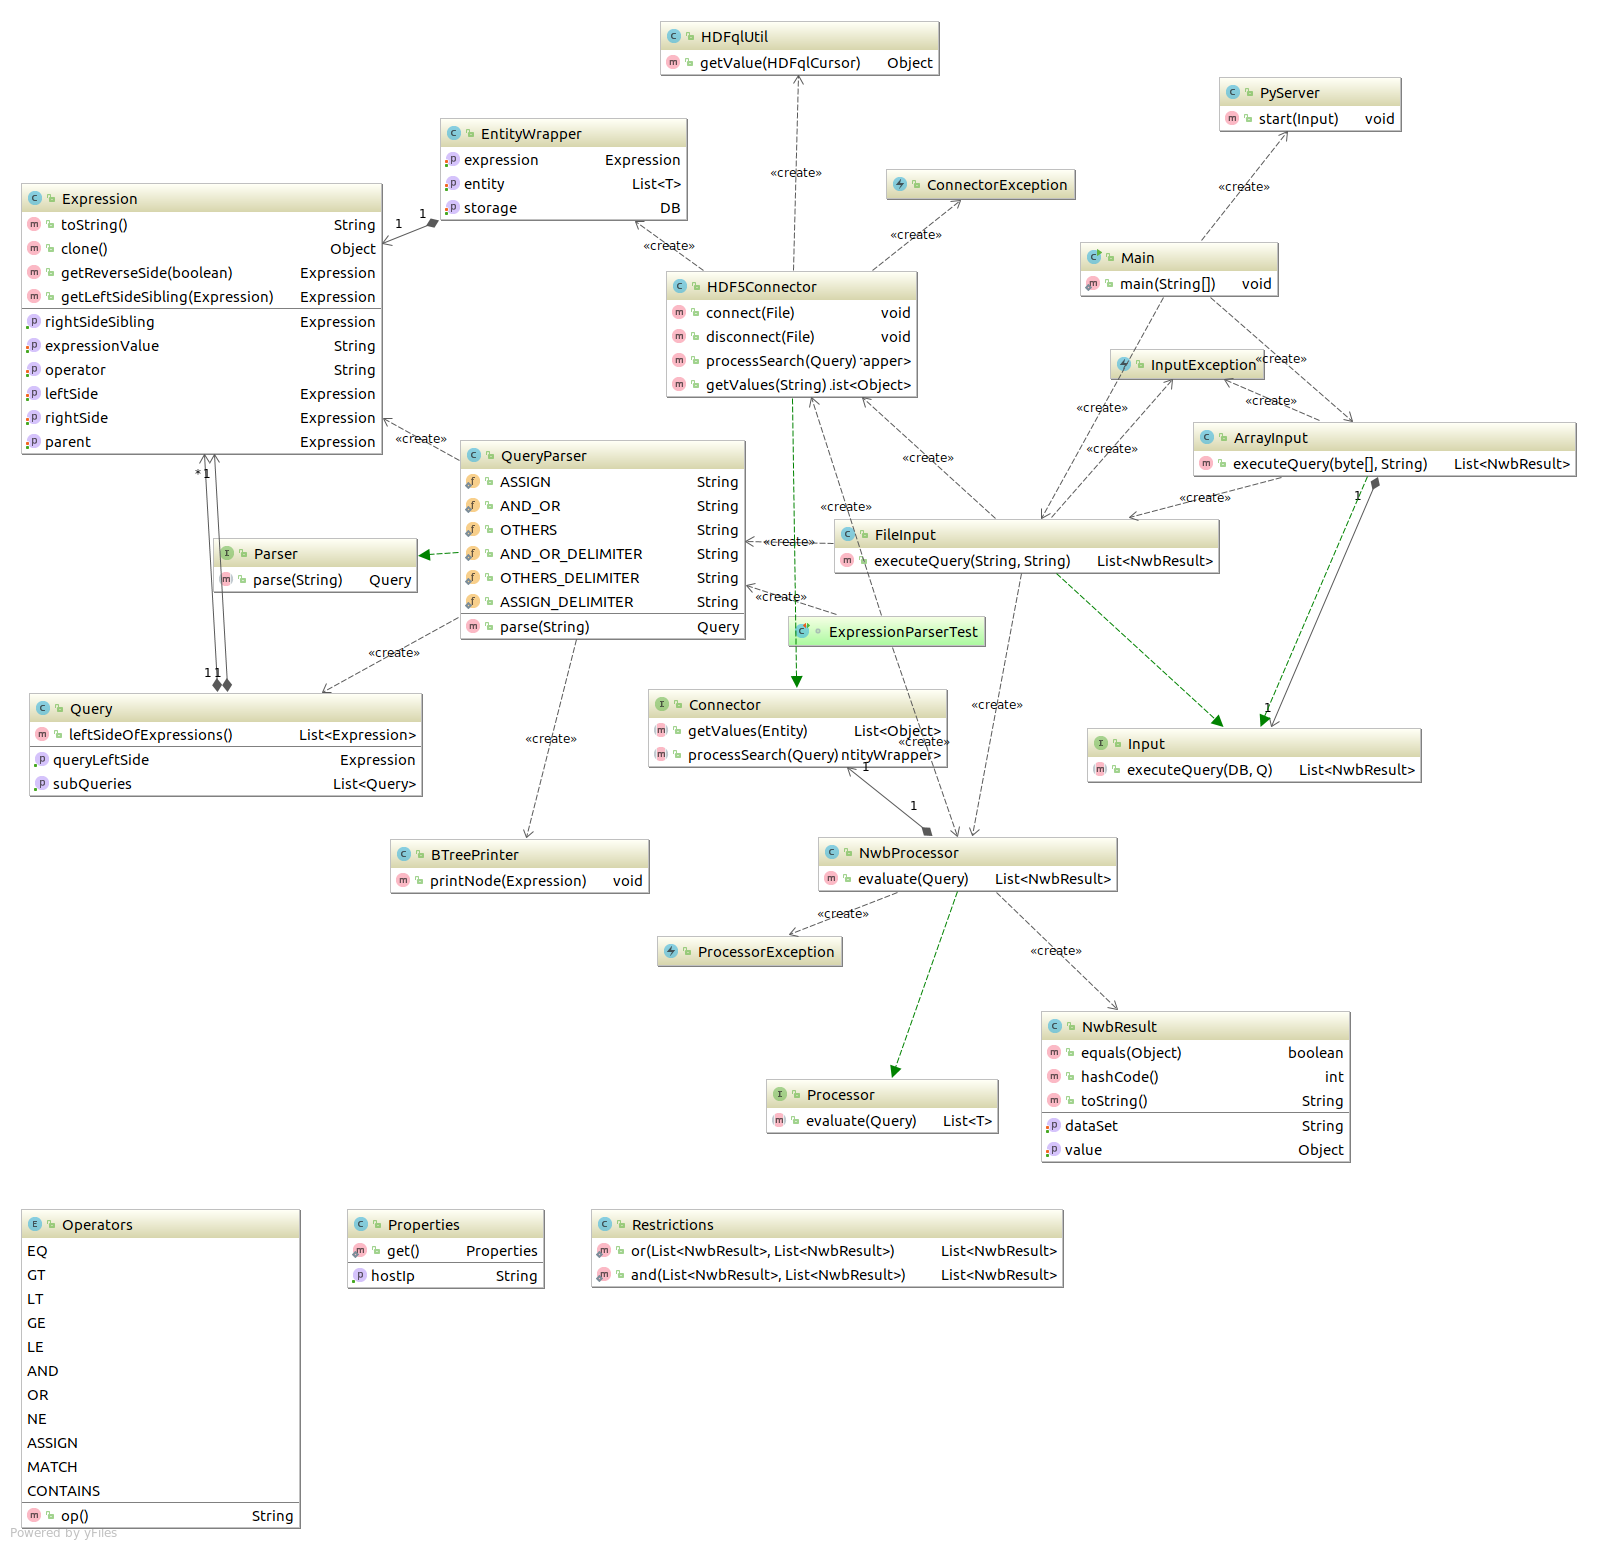 HDFqlUtil
getValue(HDFqlCursor) Object
PyServer
start(Input) void
EntityWrapper
expression Expression
entity List<T>
storage DB
«create»
ConnectorException
«create»
Expression
toString() String
clone() Object
getReverseSide(boolean) Expression
getLeftSideSibling(Expression) Expression
rightSideSibling Expression
expressionValue String
operator String
leftSide Expression
rightSide Expression
parent Expression
1
1
«create»
«create»
Main
main(String[]) void
HDF5Connector
connect(File) void
disconnect(File) void
processSearch(Query) apper>
getValues(String) .ist<Object>
InputException
«create»
«create»
«create»
«create»
ArrayInput
executeQuery(byte[], String) List<NwbResult>
«create»
QueryParser
ASSIGN String
AND_OR String
OTHERS String
AND_OR_DELIMITER String
OTHERS_DELIMITER String
ASSIGN_DELIMITER String
parse(String) Query
«create»
* 1
«create»
«create»
1
Parser
parse(String) Query
«create»
FileInput
executeQuery(String, String) List<NwbResult>
«create»
ExpressionParserTest
«create»
1 1
Query
leftSideOfExpressions() List<Expression>
queryLeftSide Expression
subQueries List<Query>
Connector
getValues(Entity) List<Object>
processSearch(Query) ntityWrapper>
«create»
«create»
1
Input
executeQuery(DB, Q) List<NwbResult>
«create»
1
1
BTreePrinter
printNode(Expression) void
NwbProcessor
evaluate(Query) List<NwbResult>
«create»
ProcessorException
«create»
NwbResult
equals(Object) boolean
hashCode() int
toString() String
dataSet String
value Object
Processor
evaluate(Query) List<T>
Operators
EQ
GT
LT
GE
LE
AND
OR
NE
ASSIGN
MATCH
CONTAINS
op() String
Properties
get() Properties
hostIp String
Restrictions
or(List<NwbResult>, List<NwbResult>) List<NwbResult>
and(List<NwbResult>, List<NwbResult>) List<NwbResult>
Powered by yFiles